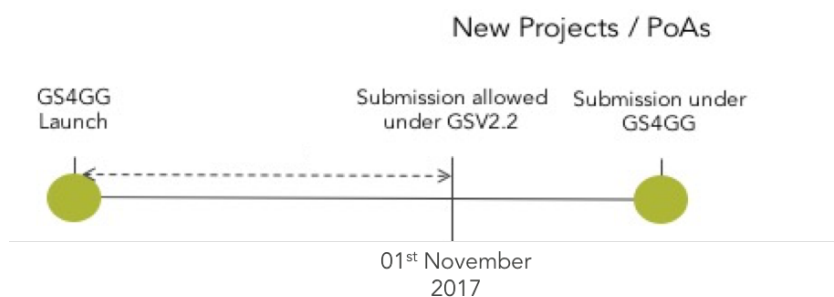 New Projects / PoAs
GS4GG
Launch
Submission allowed
under GSV2.2
Submission under
GS4GG
01st November
2017